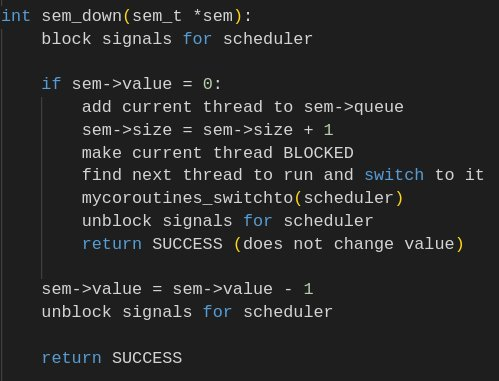 int sem_down(sem_t *sem):
    block signals for scheduler

    if sem->value = 0:
        add current thread to sem->queue
        sem->size = sem->size + 1
        make current thread BLOCKED
        find next thread to run and switch to it
        mycoroutines_switchto(scheduler)
        unblock signals for scheduler
        return SUCCESS (does not change value)

    sem->value = sem->value - 1
    unblock signals for scheduler

    return SUCCESS